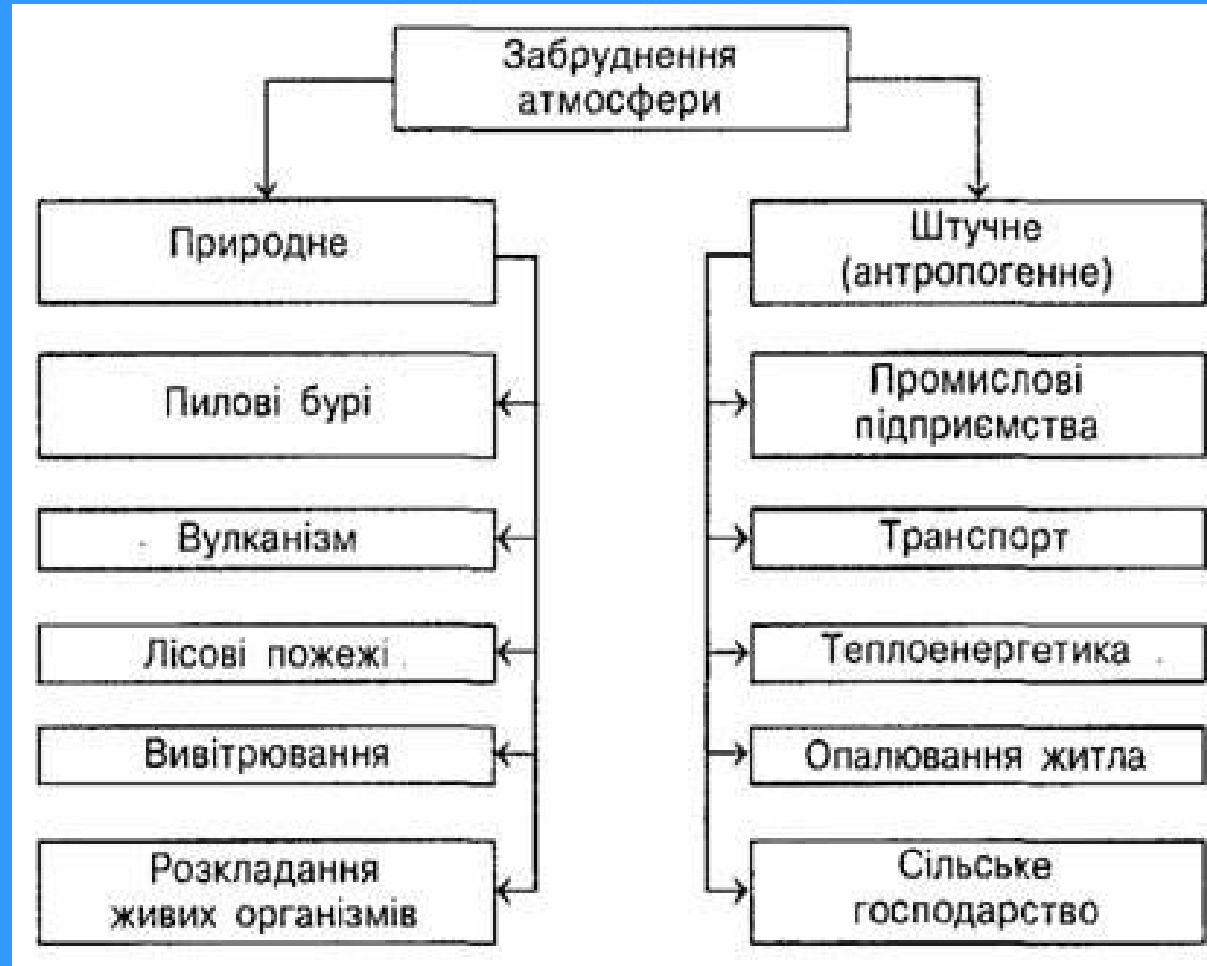 Забруднення
атмосфери
Природне
Пилові бурі
Вулканізм
Лісові пожежі
Вивітрювання
Розкладання
живих організмів
Штучне
(антропогенне)
Промислові
підприємства
Транспорт
Теплоенергетика
Опалювання житла
Сільське
господарство